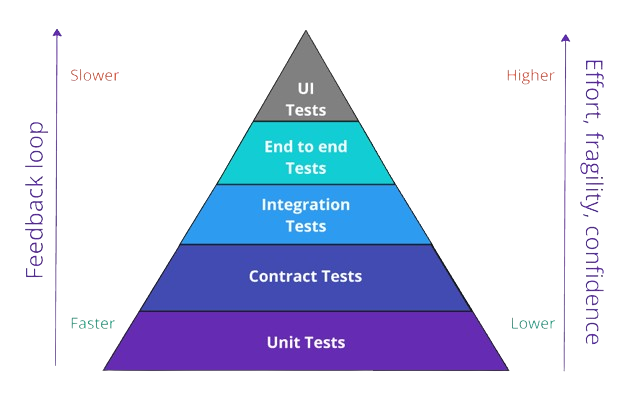 Slower
Higher
UI
Tests
End to end
Tests
Integration
Tests
Contract Tests
Faster
Lower
Unit Tests
Feedback loop
Effort, fragility, confidence